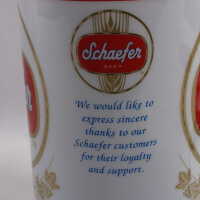 Schaefer
BEER
We would like to
express sincere
thanks to our
Schaefer customers
for their loyalty
and support.